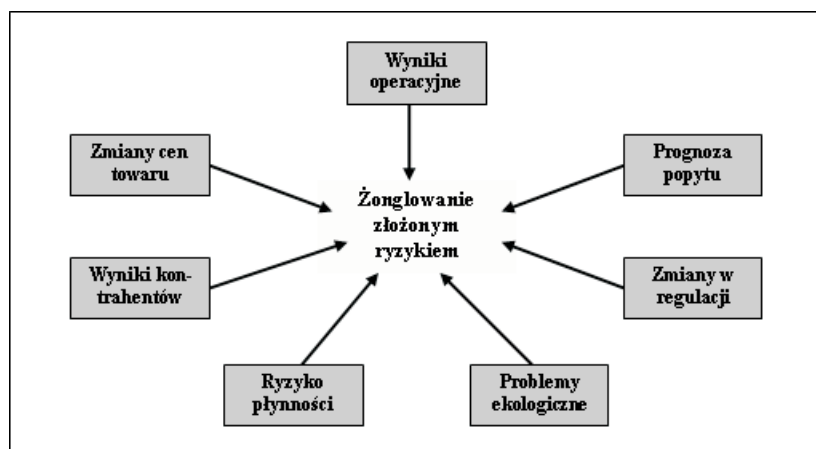 Wyniki
operacyjne
Zmiany cen
towaru
Prognoza
popytu
Żonglowanie
złożonym
ryzykiem
Wyniki kon-
trahentów
Zmiany w
regulacji
Ryzyko
płynności
Problemy
ekologiczne